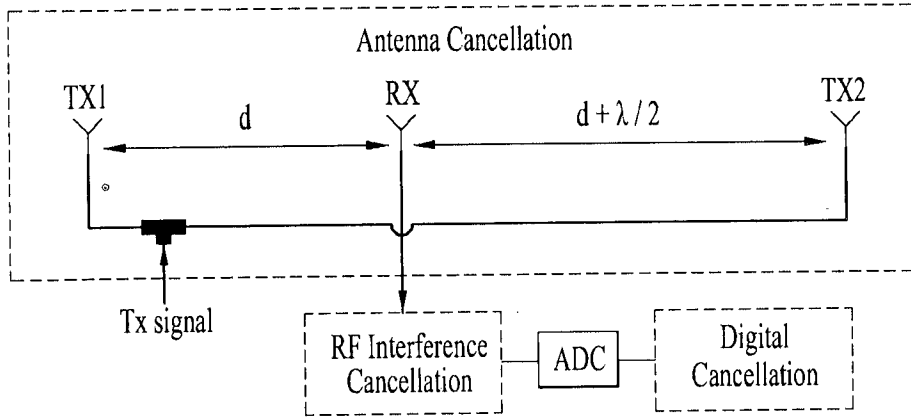 Antenna Cancellation
TX1
RX
TX2
d
d + λ / 2
Tx signal
RF Interference
Cancellation
ADC
Digital
Cancellation